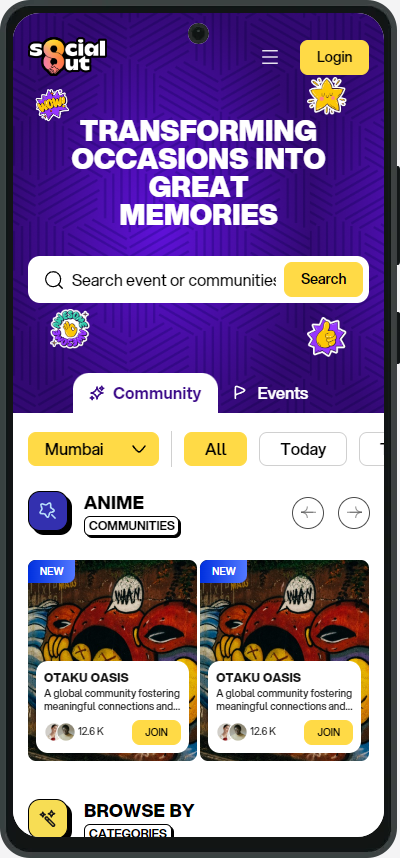 social
8ut
Login
WOW!
TRANSFORMING
OCCASIONS INTO
GREAT
MEMORIES
Search event or communities
Search
AWESOME
Community
Events
Mumbai
All
Today
ANIME
COMMUNITIES
NEW
NEW
OTAKU OASIS
A global community fostering
meaningful connections and...
12.6 K
JOIN
OTAKU OASIS
A global community fostering
meaningful connections and...
12.6 K
JOIN
BROWSE BY
CATEGORIES